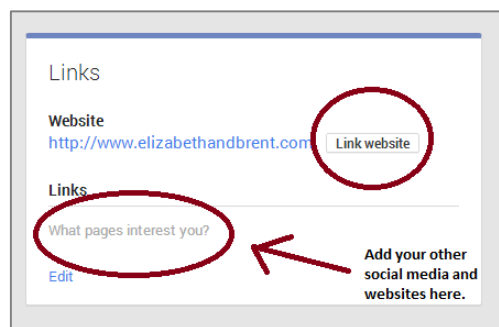 Links
Website
http://www.elizabethandbrent.com Link website
Links
What pages interest you?
Edit
Add your other
social media and
websites here.